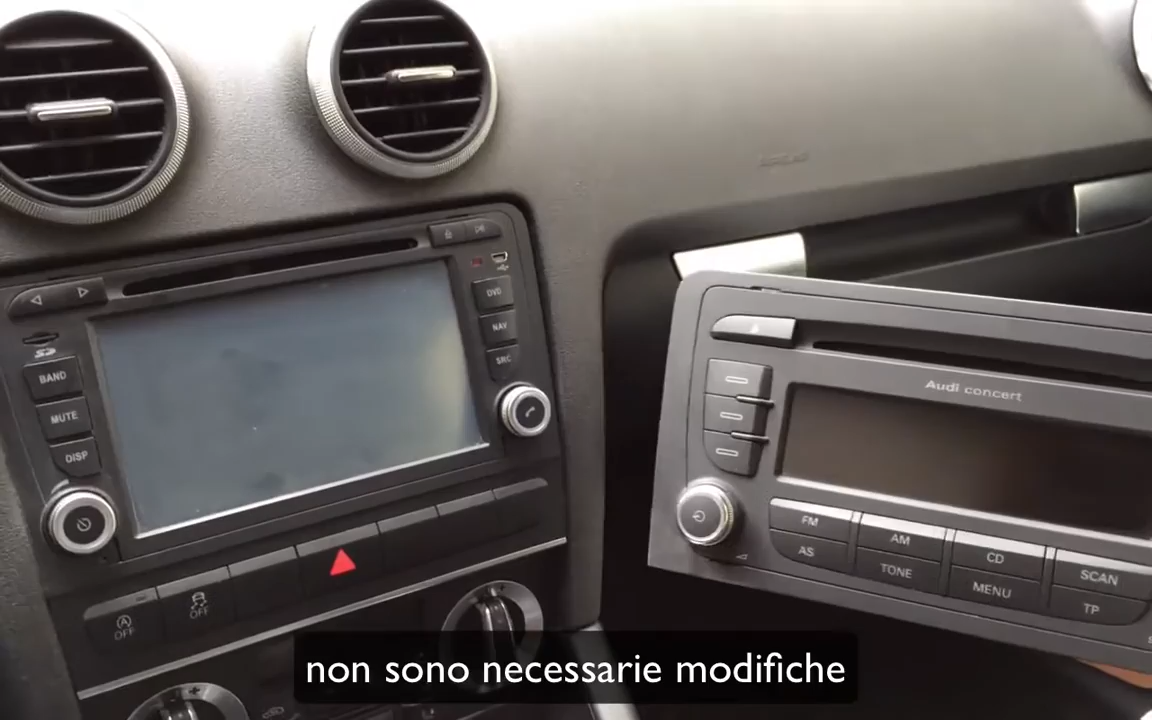 DVD
NAV
SRC
SD
BAND
MUTE
DISP
OFF
OFF
Audi concert
FM
AM
CD
SCAN
AS
TONE
MENU
TP
non sono necessarie modifiche